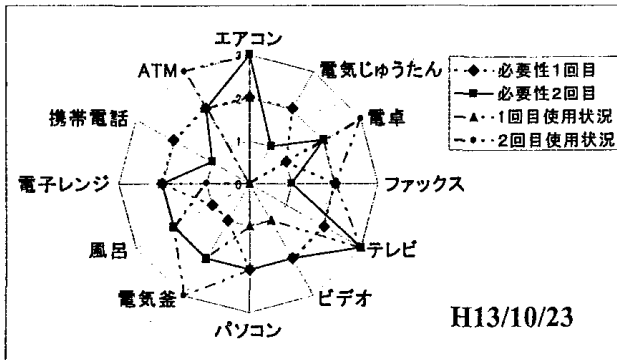 エアコン
電気じゅうたん
電卓
ファックス
テレビ
ビデオ
パソコン
電気釜
風呂
電子レンジ
携帯電話
ATM
3
2
1
0
必要性1回目
必要性2回目
1回目使用状況
2回目使用状況
H13/10/23